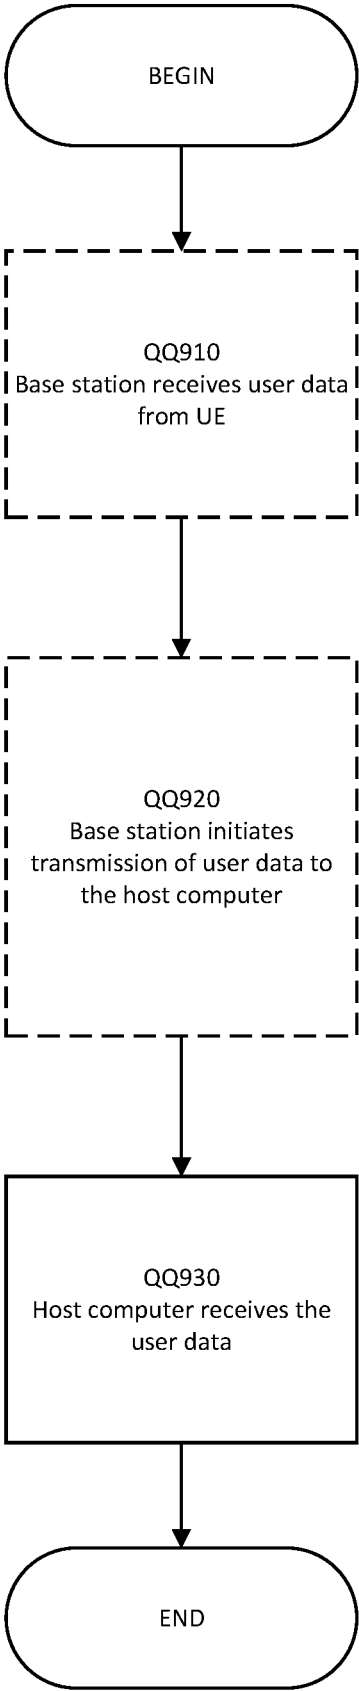 BEGIN
QQ910
Base station receives user data
from UE
QQ920
Base station initiates
transmission of user data to
the host computer
QQ930
Host computer receives the
user data
END